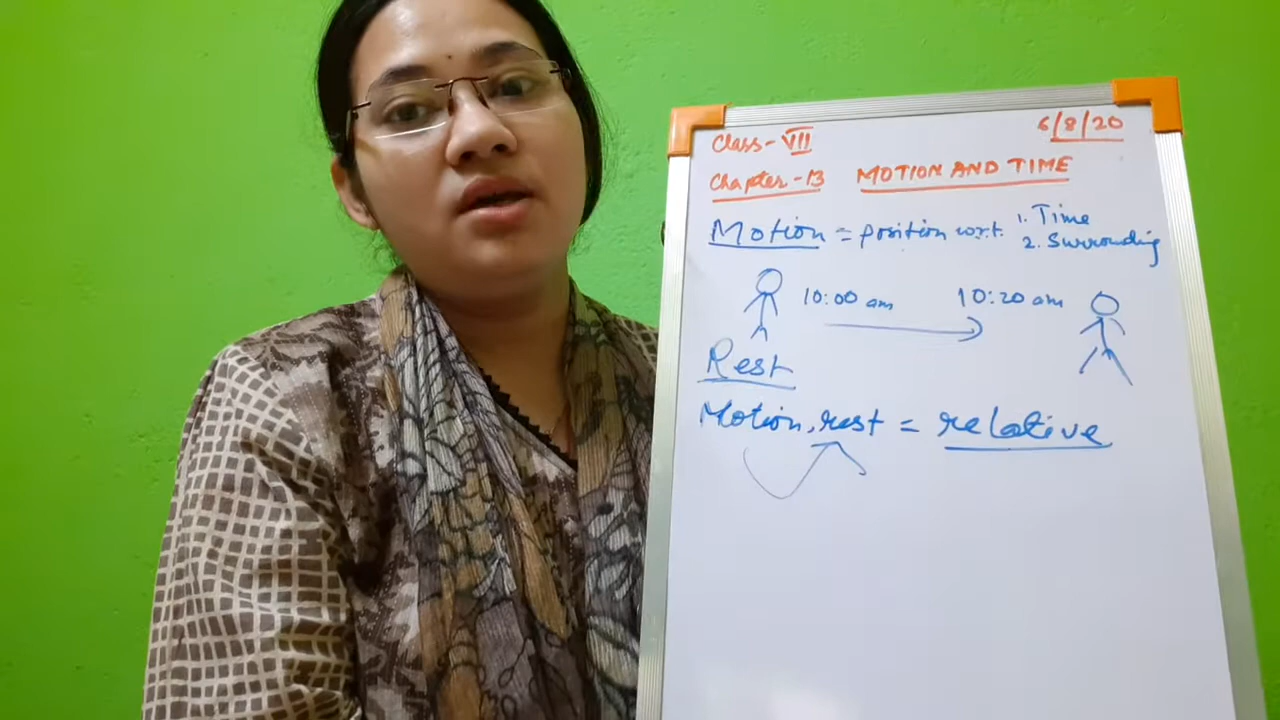 Class-VII
6/8/20
Chapter-13 MOTION AND TIME
Motion = position w.r.t. 1. Time
2. Surrounding
10:00 am 10:20 am
Rest
Motion, rest = relative